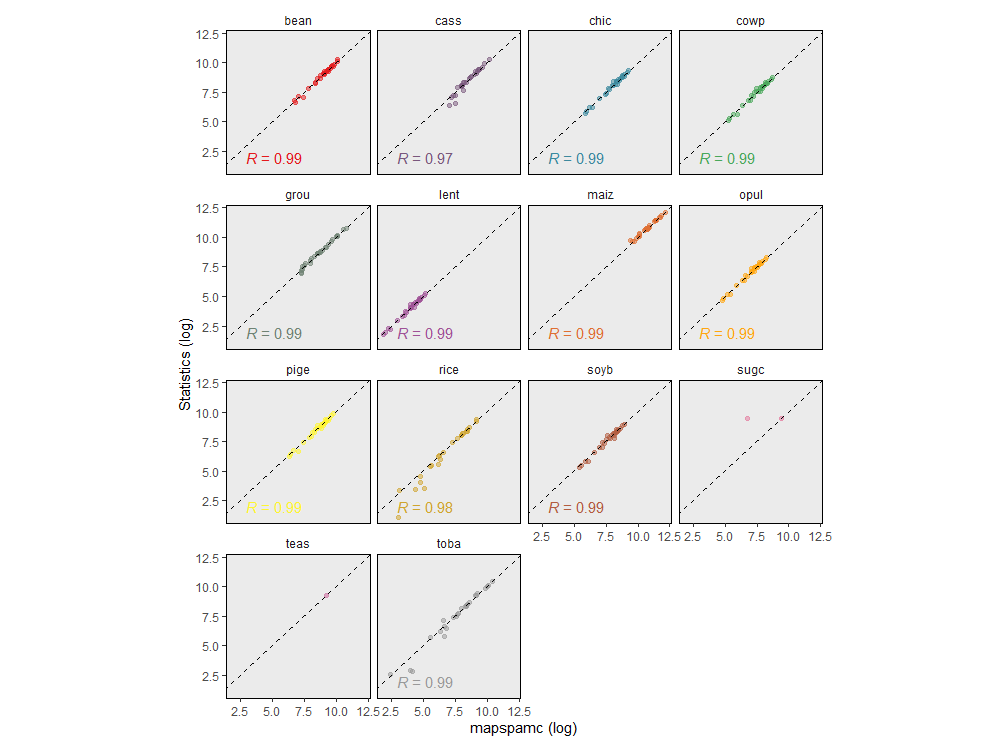 bean cass chic cowp
12.5
10.0
7.5
5.0
2.5
R = 0.99 R = 0.97 R = 0.99 R = 0.99
grou lent maiz opul
12.5
10.0
7.5
5.0
2.5
R = 0.99 R = 0.99 R = 0.99 R = 0.99
Statistics (log)
pige rice soyb sugc
12.5
10.0
7.5
5.0
2.5
R = 0.99 R = 0.98 R = 0.99
2.5 5.0 7.5 10.0 12.5 2.5 5.0 7.5 10.0 12.5
teas toba
12.5
10.0
7.5
5.0
2.5
R = 0.99
2.5 5.0 7.5 10.0 12.5 2.5 5.0 7.5 10.0 12.5
mapspamc (log)